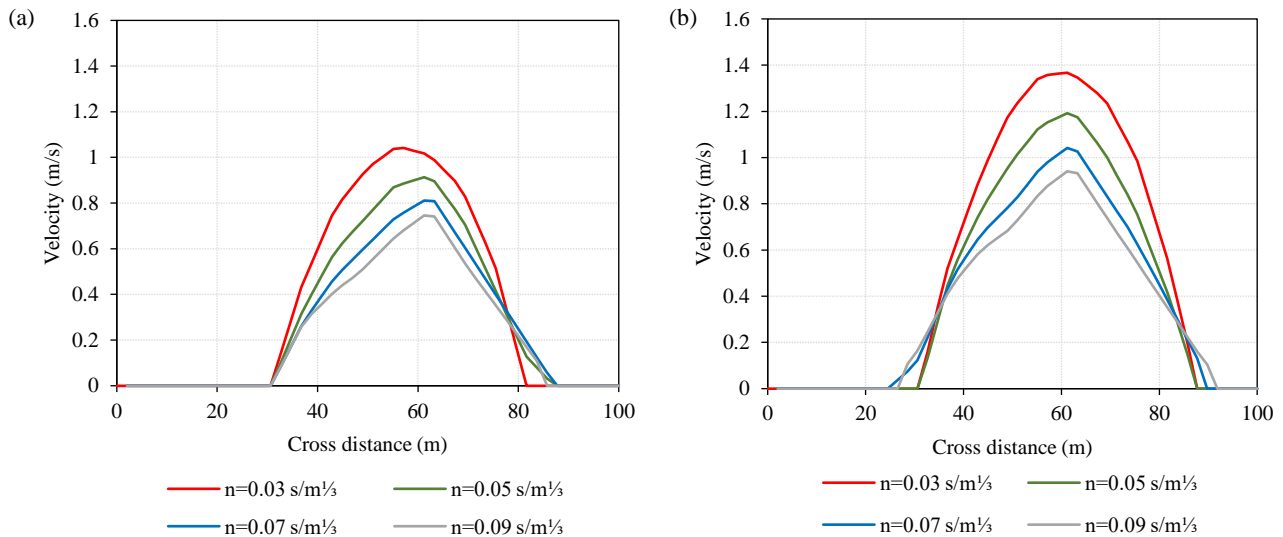 (a)
1.6
1.4
1.2
1
0.8
0.6
0.4
0.2
0
Velocity (m/s)
0 20 40 60 80 100
Cross distance (m)
n=0.03 s/m⅓ n=0.05 s/m⅓
n=0.07 s/m⅓ n=0.09 s/m⅓
(b)
1.6
1.4
1.2
1
0.8
0.6
0.4
0.2
0
Velocity (m/s)
0 20 40 60 80 100
Cross distance (m)
n=0.03 s/m⅓ n=0.05 s/m⅓
n=0.07 s/m⅓ n=0.09 s/m⅓